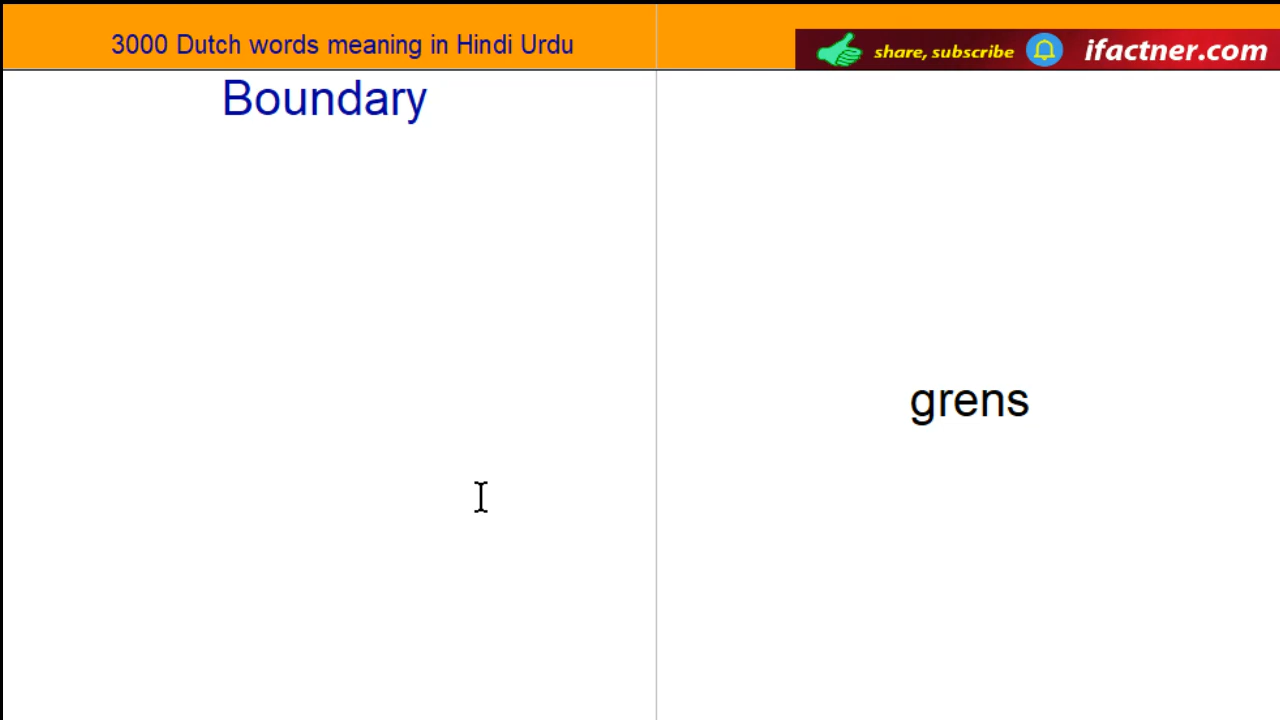 3000 Dutch words meaning in Hindi Urdu
share, subscribe
ifactner.com
Boundary
grens